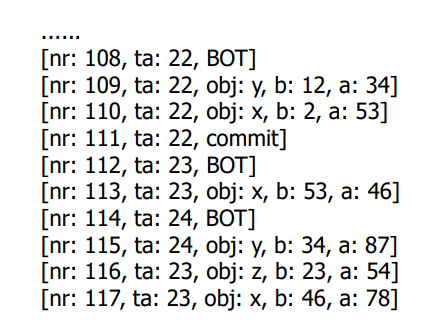 ......
[nr: 108, ta: 22, BOT]
[nr: 109, ta: 22, obj: y, b: 12, a: 34]
[nr: 110, ta: 22, obj: x, b: 2, a: 53]
[nr: 111, ta: 22, commit]
[nr: 112, ta: 23, BOT]
[nr: 113, ta: 23, obj: x, b: 53, a: 46]
[nr: 114, ta: 24, BOT]
[nr: 115, ta: 24, obj: y, b: 34, a: 87]
[nr: 116, ta: 23, obj: z, b: 23, a: 54]
[nr: 117, ta: 23, obj: x, b: 46, a: 78]